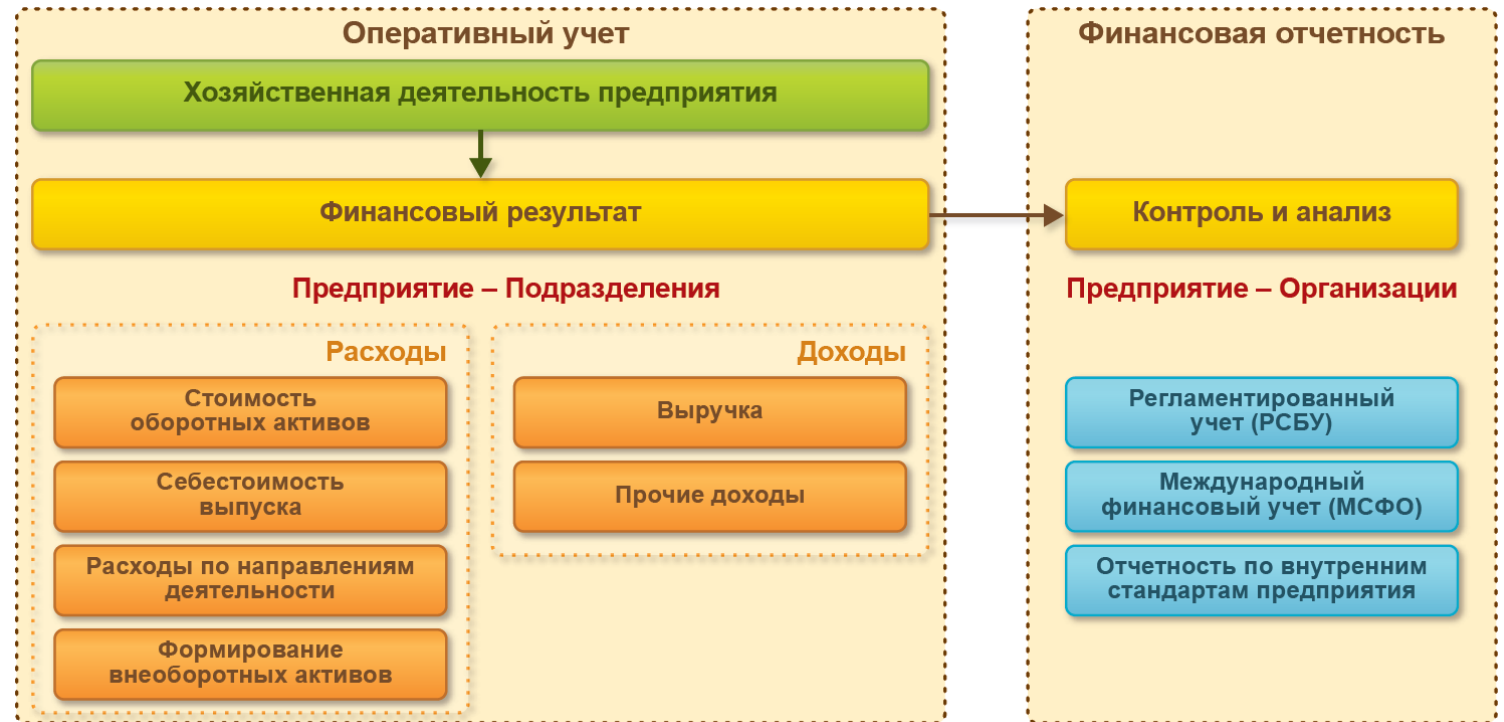 Оперативный учет
Хозяйственная деятельность предприятия
Финансовый результат
Предприятие – Подразделения
Расходы
Стоимость
оборотных активов
Себестоимость
выпуска
Расходы по направлениям
деятельности
Формирование
внеоборотных активов
Доходы
Выручка
Прочие доходы
Финансовая отчетность
Контроль и анализ
Предприятие – Организации
Регламентированный
учет (РСБУ)
Международный
финансовый учет (МСФО)
Отчетность по внутренним
стандартам предприятия